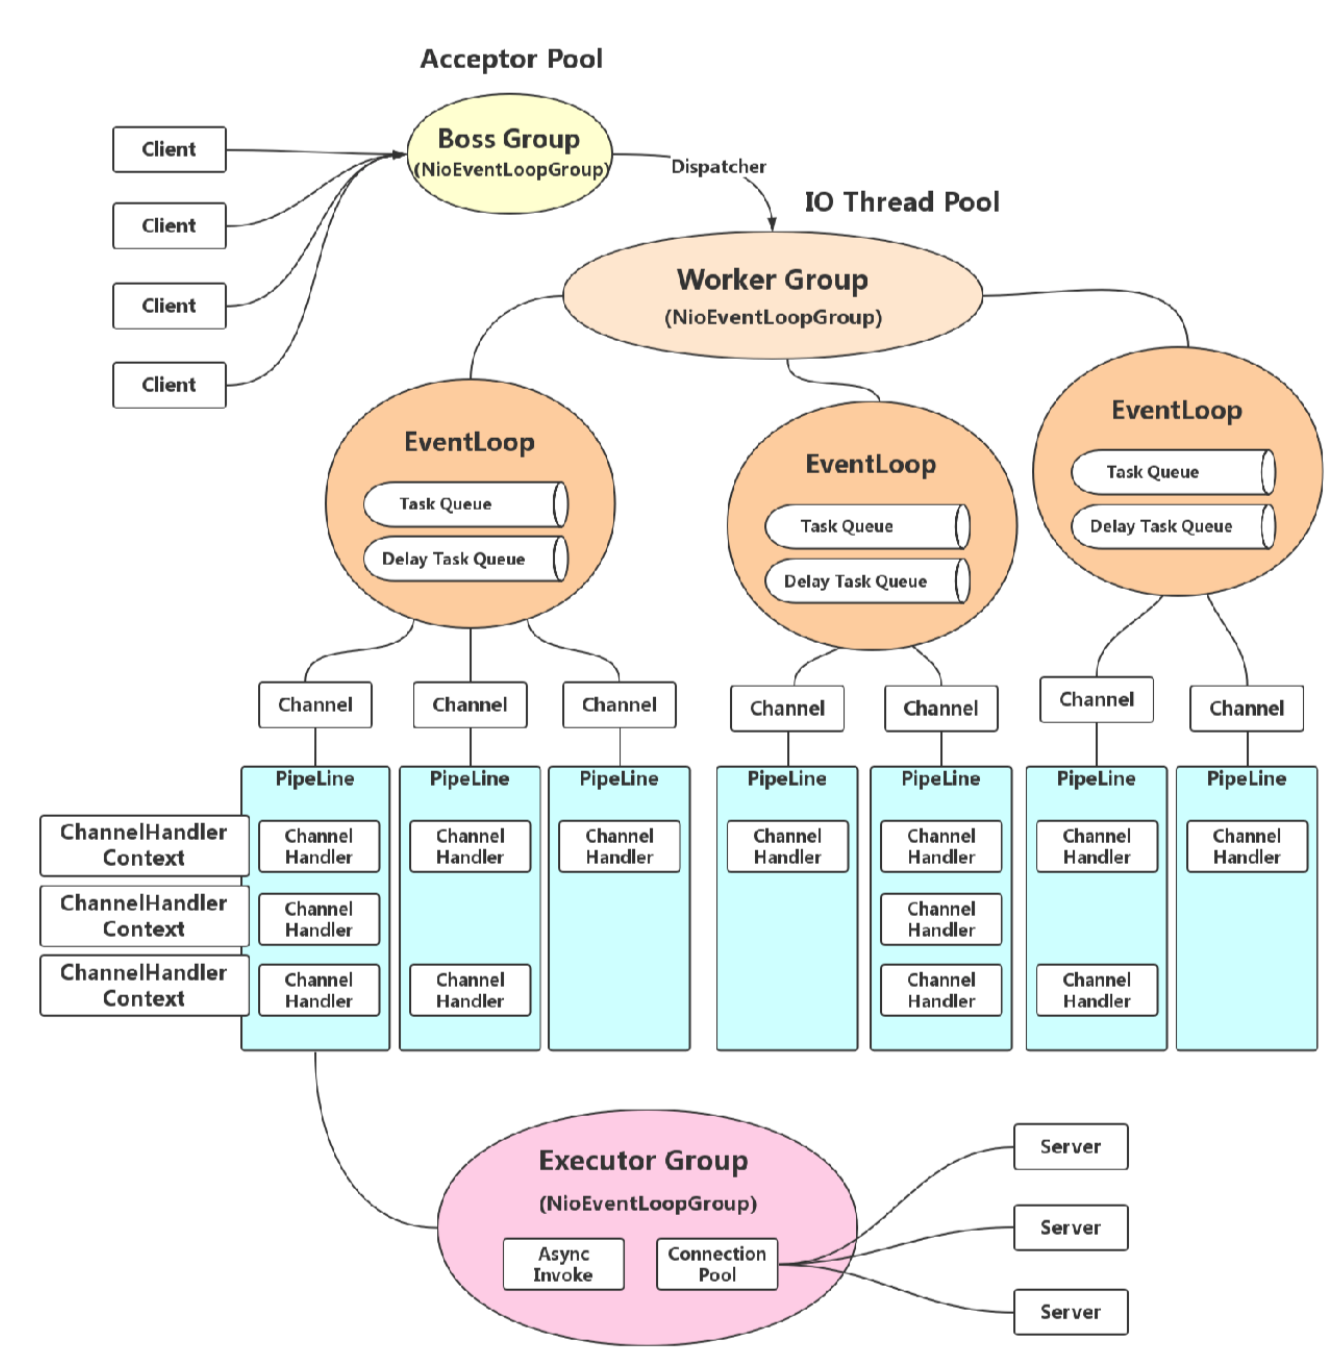 Acceptor Pool
Boss Group
(NioEventLoopGroup)
Client
Client
Client
Client
Dispatcher
IO Thread Pool
Worker Group
(NioEventLoopGroup)
EventLoop
Task Queue
Delay Task Queue
EventLoop
Task Queue
Delay Task Queue
EventLoop
Task Queue
Delay Task Queue
Channel
Channel
Channel
Channel
Channel
Channel
Channel
PipeLine
PipeLine
PipeLine
PipeLine
PipeLine
PipeLine
PipeLine
ChannelHandler
Context
Channel
Handler
Channel
Handler
Channel
Handler
Channel
Handler
Channel
Handler
Channel
Handler
Channel
Handler
ChannelHandler
Context
Channel
Handler
Channel
Handler
ChannelHandler
Context
Channel
Handler
Channel
Handler
Channel
Handler
Channel
Handler
Executor Group
(NioEventLoopGroup)
Async
Invoke
Connection
Pool
Server
Server
Server